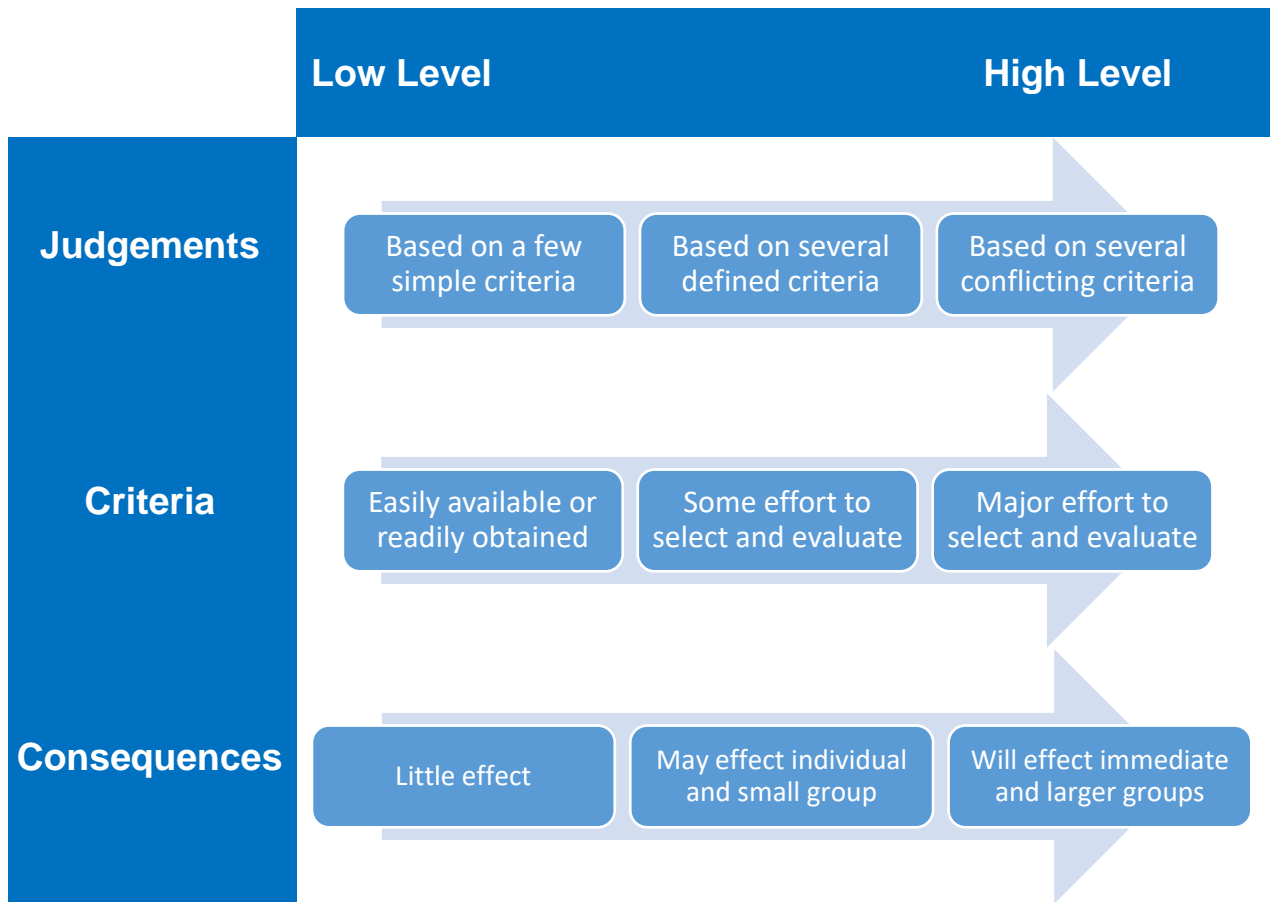 Low Level
High Level
Judgements
Based on a few
simple criteria
Based on several
defined criteria
Based on several
conflicting criteria
Criteria
Easily available or
readily obtained
Some effort to
select and evaluate
Major effort to
select and evaluate
Consequences
Little effect
May effect individual
and small group
Will effect immediate
and larger groups